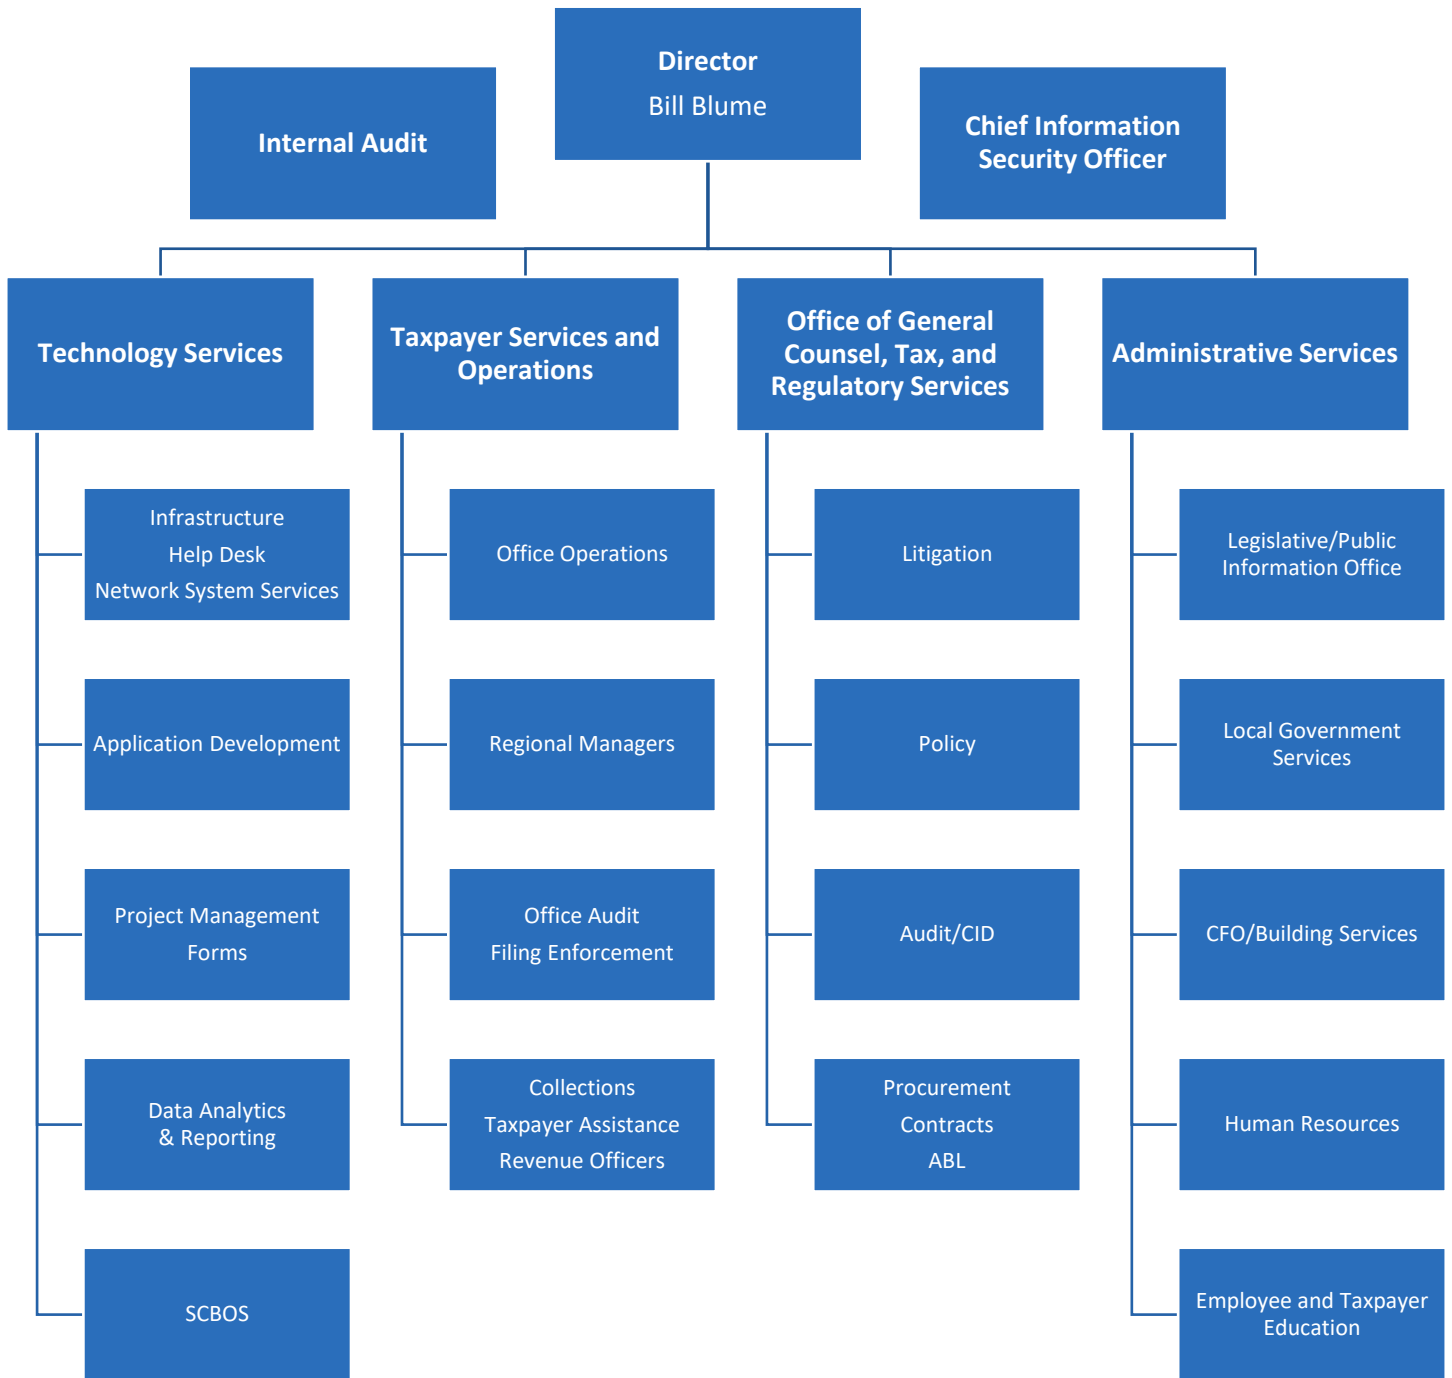 Director
Bill Blume
Internal Audit
Chief Information
Security Officer
Technology Services
Taxpayer Services and
Operations
Office of General
Counsel, Tax, and
Regulatory Services
Administrative Services
Infrastructure
Help Desk
Network System Services
Application Development
Project Management
Forms
Data Analytics
& Reporting
SCBOS
Office Operations
Regional Managers
Office Audit
Filing Enforcement
Collections
Taxpayer Assistance
Revenue Officers
Litigation
Policy
Audit/CID
Procurement
Contracts
ABL
Legislative/Public
Information Office
Local Government
Services
CFO/Building Services
Human Resources
Employee and Taxpayer
Education